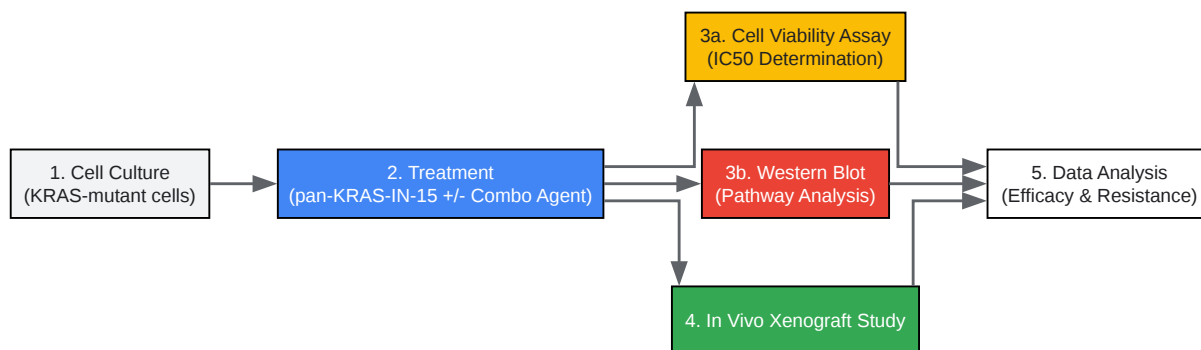 3a. Cell Viability Assay
(IC50 Determination)
1. Cell Culture
(KRAS-mutant cells)
2. Treatment
(pan-KRAS-IN-15 +/- Combo Agent)
3b. Western Blot
(Pathway Analysis)
5. Data Analysis
(Efficacy & Resistance)
4. In Vivo Xenograft Study